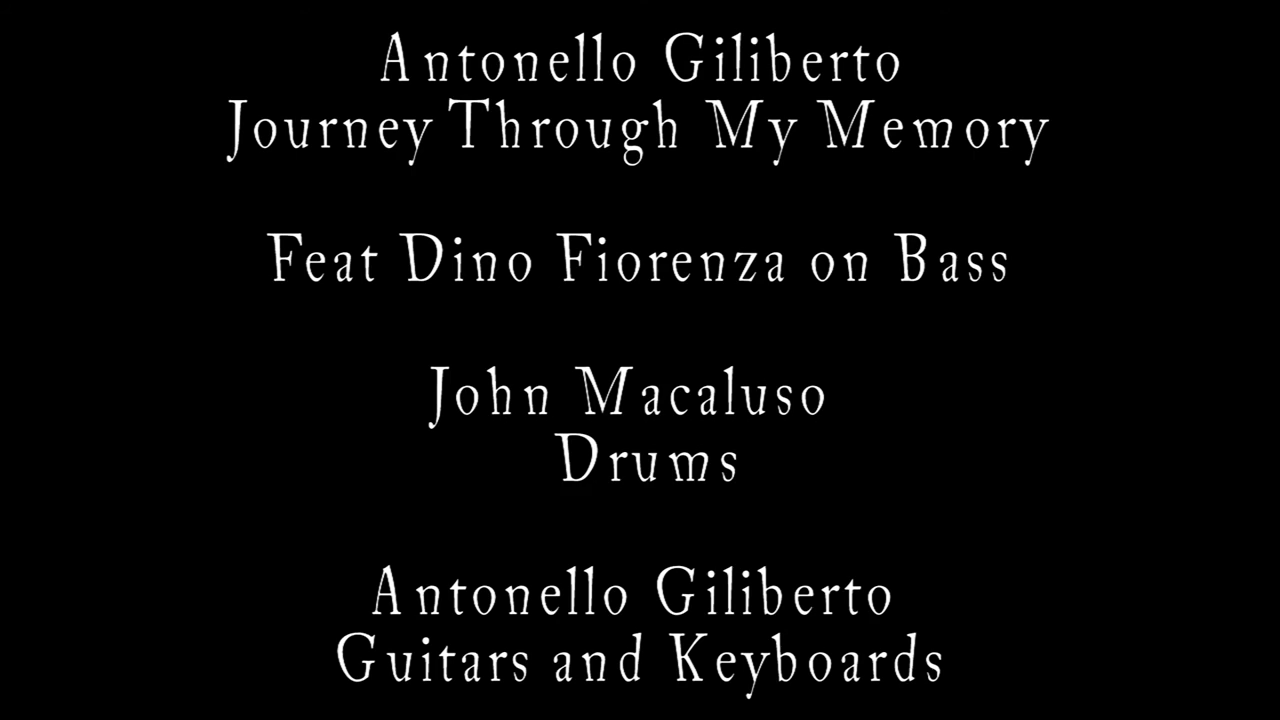 Antonello Giliberto
Journey Through My Memory
Feat Dino Fiorenza on Bass
John Macaluso
Drums
Antonello Giliberto
Guitars and Keyboards